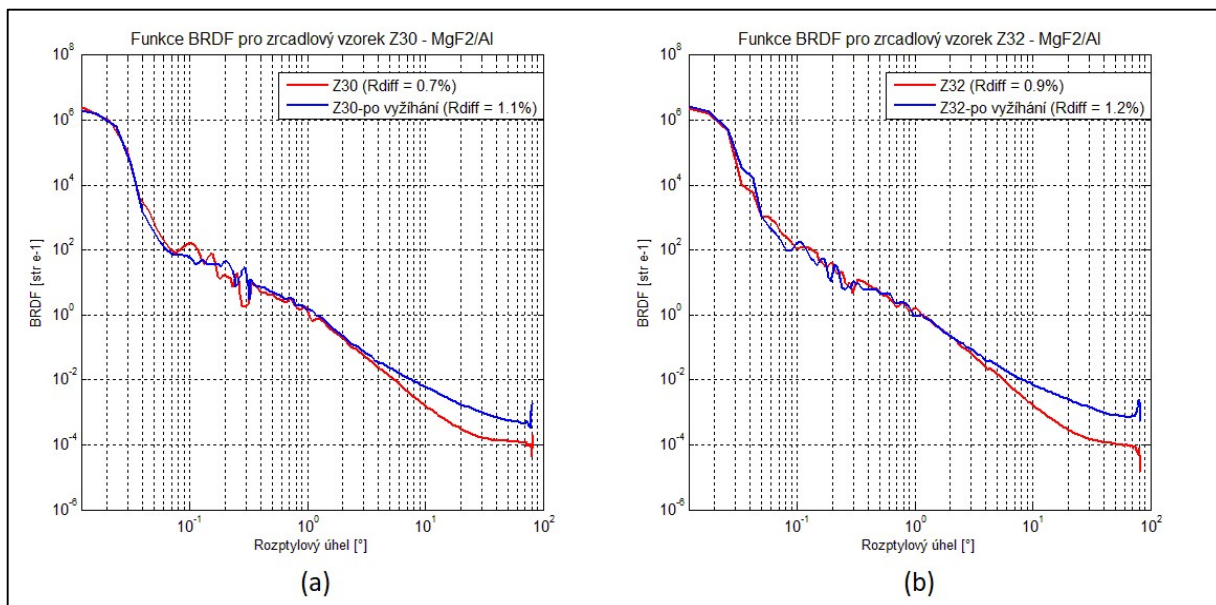 Funkce BRDF pro zrcadlový vzorek Z30 - MgF2/Al
10^8
10^6
10^4
10^2
10^0
10^-2
10^-4
10^-6
BRDF [str e-1]
Z30 (Rdiff = 0.7%)
Z30-po vyžíhání (Rdiff = 1.1%)
10^-1
10^0
10^1
10^2
Rozptylový úhel [°]
(a)
Funkce BRDF pro zrcadlový vzorek Z32 - MgF2/Al
10^8
10^6
10^4
10^2
10^0
10^-2
10^-4
10^-6
BRDF [str e-1]
Z32 (Rdiff = 0.9%)
Z32-po vyžíhání (Rdiff = 1.2%)
10^-1
10^0
10^1
10^2
Rozptylový úhel [°]
(b)